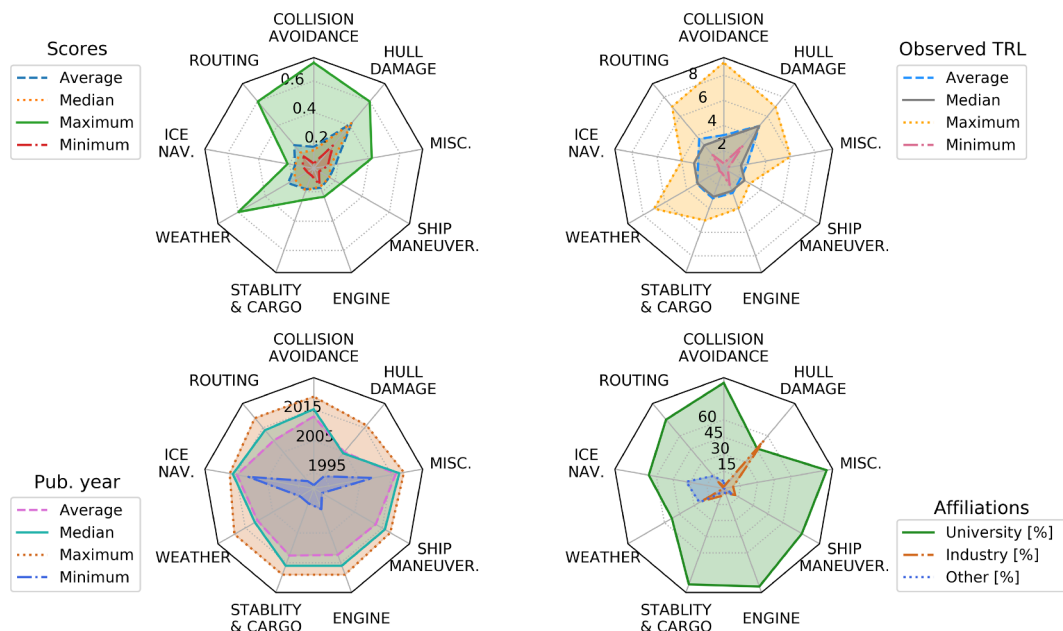 Scores
Average
Median
Maximum
Minimum
COLLISION
AVOIDANCE
HULL
DAMAGE
MISC.
SHIP
MANEUVER.
ENGINE
STABLITY
& CARGO
WEATHER
ICE
NAV.
ROUTING
0.6
0.4
0.2
COLLISION
AVOIDANCE
HULL
DAMAGE
MISC.
SHIP
MANEUVER.
ENGINE
STABLITY
& CARGO
WEATHER
ICE
NAV.
ROUTING
8
6
4
2
Observed TRL
Average
Median
Maximum
Minimum
Pub. year
Average
Median
Maximum
Minimum
COLLISION
AVOIDANCE
HULL
DAMAGE
MISC.
SHIP
MANEUVER.
ENGINE
STABLITY
& CARGO
WEATHER
ICE
NAV.
ROUTING
2015
2005
1995
COLLISION
AVOIDANCE
HULL
DAMAGE
MISC.
SHIP
MANEUVER.
ENGINE
STABLITY
& CARGO
WEATHER
ICE
NAV.
ROUTING
60
45
30
15
Affiliations
University [%]
Industry [%]
Other [%]